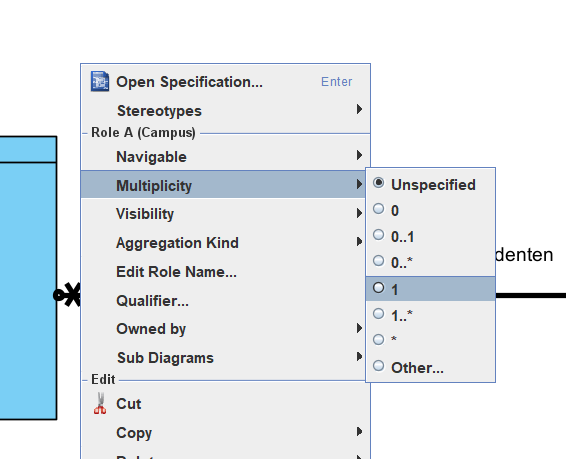 Open Specification... Enter
Stereotypes
Role A (Campus)
Navigable
Multiplicity
Visibility
Aggregation Kind
Edit Role Name...
Qualifier...
Owned by
Sub Diagrams
Edit
Cut
Copy
Unspecified
0
0..1
0..*
1
1..*
*
Other...
denten